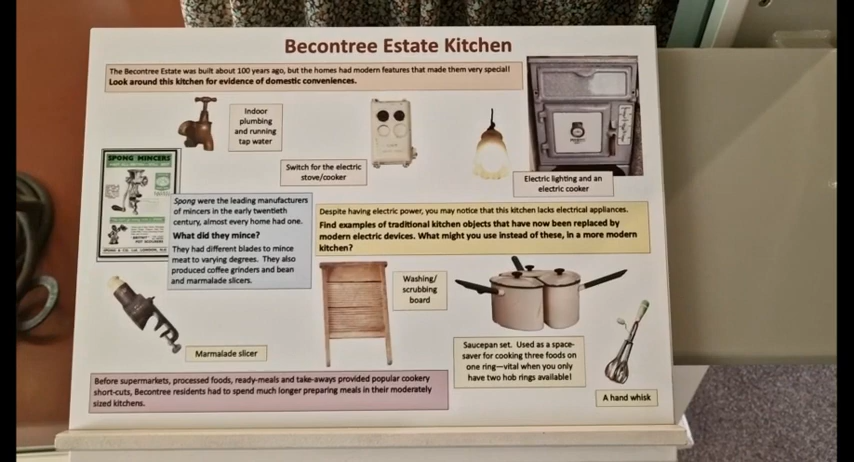 Becontree Estate Kitchen
The Becontree Estate was built about 100 years ago, but the homes had modern features that made them very special!
Look around this kitchen for evidence of domestic conveniences.
Indoor
plumbing
and running
tap water
Switch for the electric
stove/cooker
Electric lighting and an
electric cooker
SPONG MINCERS
Spong were the leading manufacturers
of mincers in the early twentieth
century, almost every home had one.
What did they mince?
They had different blades to mince
meat to varying degrees. They also
produced coffee grinders and bean
and marmalade slicers.
Despite having electric power, you may notice that this kitchen lacks electrical appliances.
Find examples of traditional kitchen objects that have now been replaced by
modern electric devices. What might you use instead of these, in a more modern
kitchen?
Washing/
scrubbing
board
Marmalade slicer
Saucepan set. Used as a space-
saver for cooking three foods on
one ring—vital when you only
have two hob rings available!
A hand whisk
Before supermarkets, processed foods, ready-meals and take-aways provided popular cookery
short-cuts, Becontree residents had to spend much longer preparing meals in their moderately
sized kitchens.